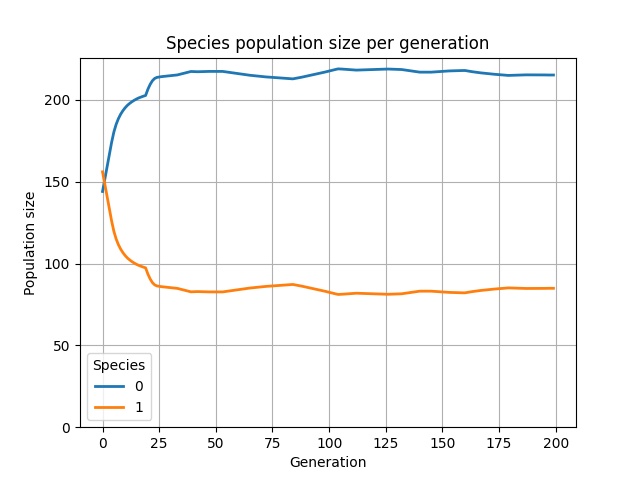 Species population size per generation
200
150
100
50
0
Population size
Species
0
1
0 25 50 75 100 125 150 175 200
Generation